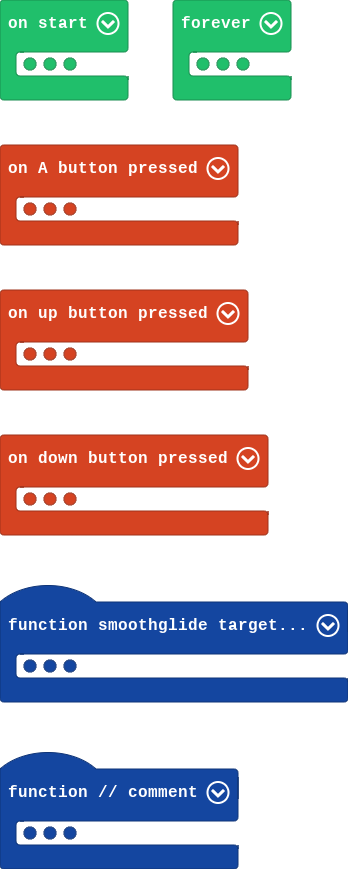 on start
forever
on A button pressed
on up button pressed
on down button pressed
function smoothglide target...
function // comment